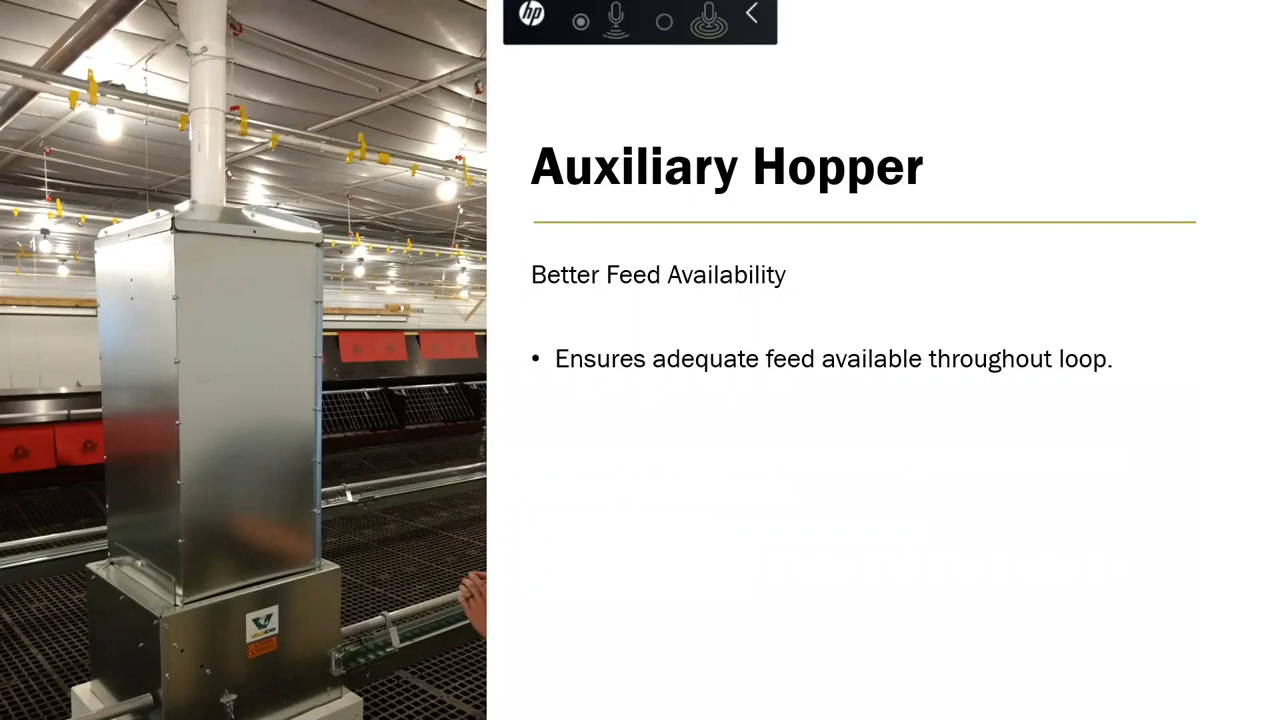 hp
Auxiliary Hopper
Better Feed Availability
• Ensures adequate feed available throughout loop.